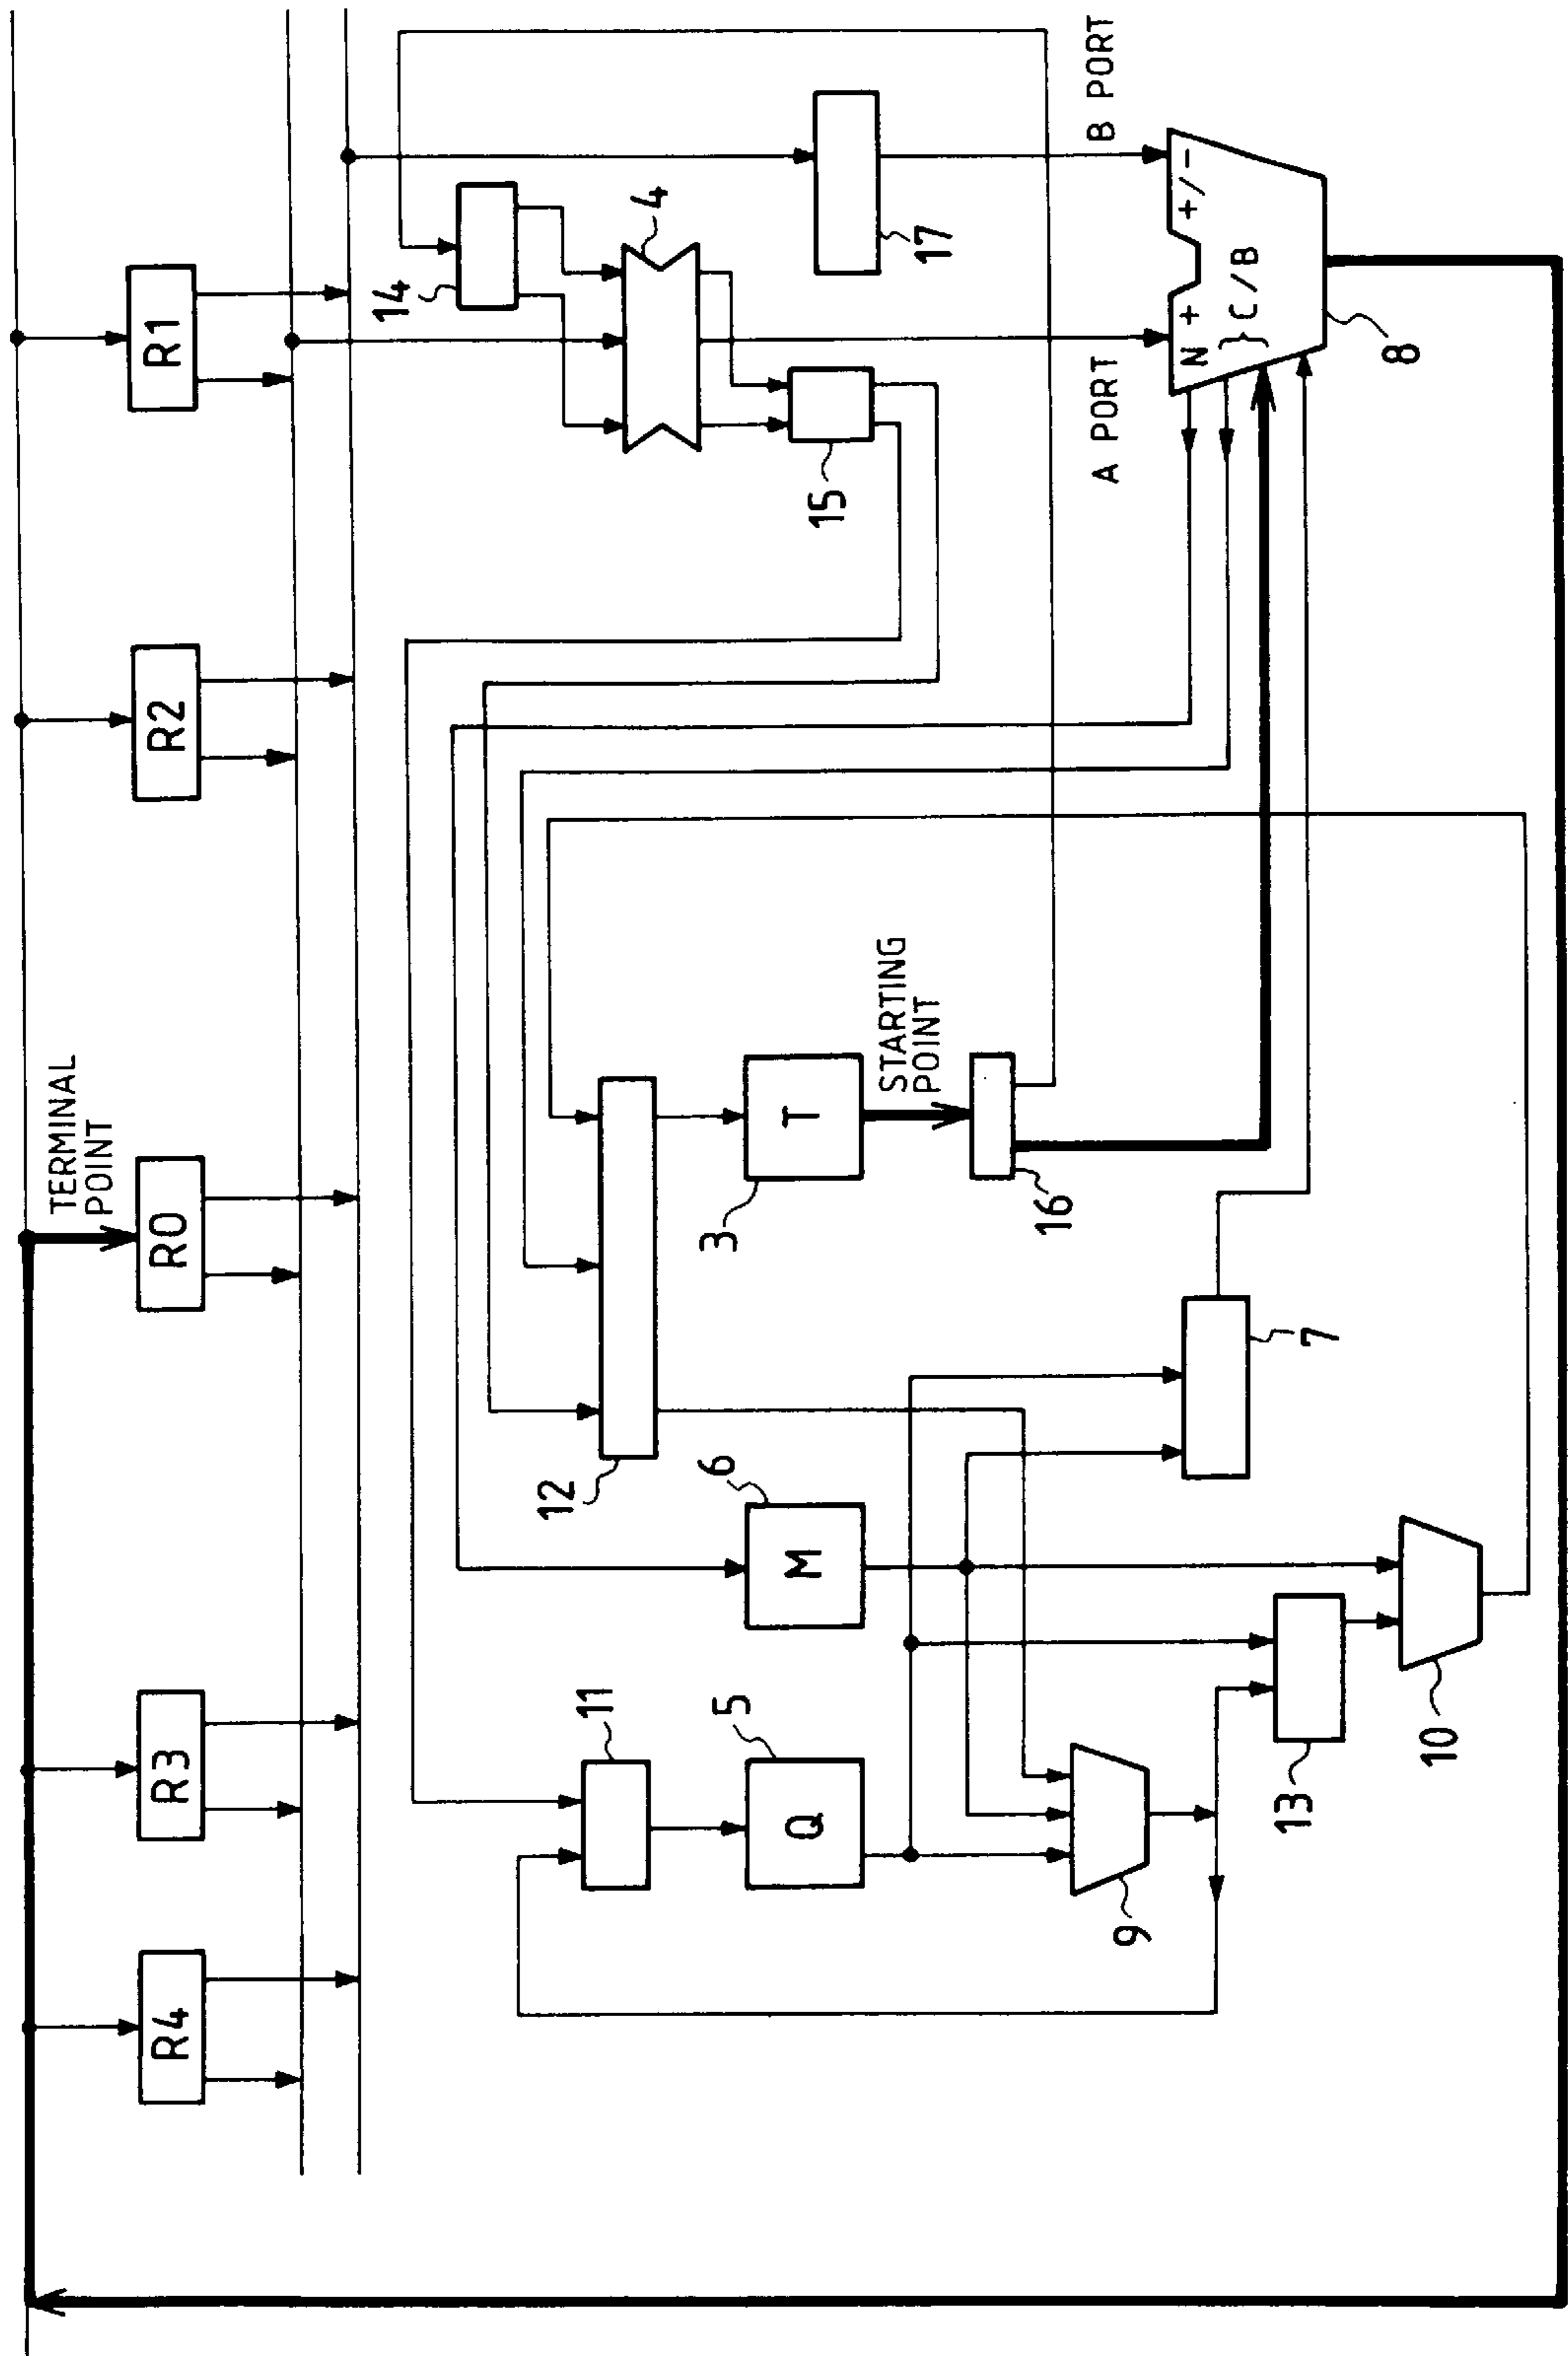 R4
R3
R0
R2
R1
TERMINAL
POINT
11
Q
5
9
13
10
12
M
6
7
T
3
STARTING
POINT
16
14
4
15
17
A PORT
B PORT
N +
+/-
} C/B
8